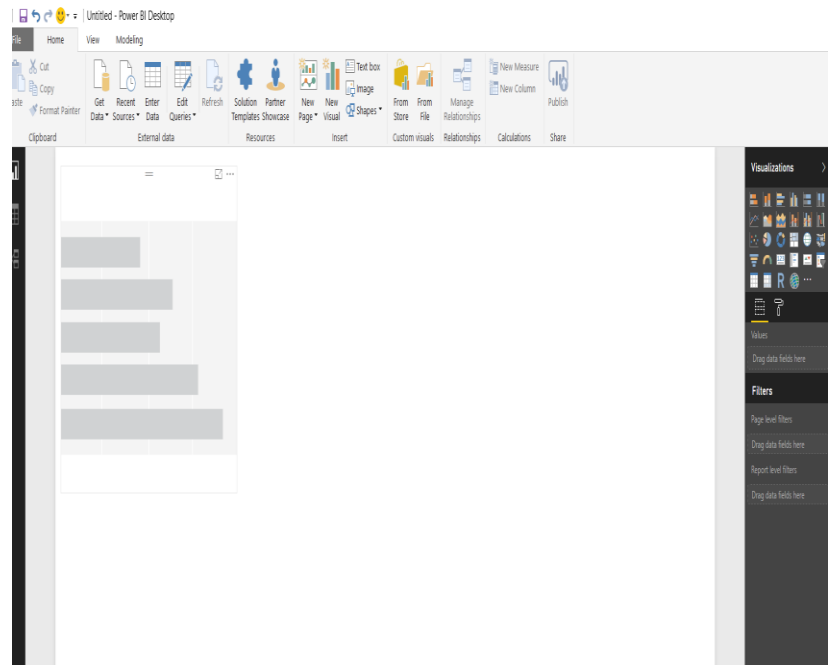 Untitled - Power BI Desktop
File Home View Modeling
Cut
Copy
Format Painter
Clipboard
Get Data
Recent Sources
Enter Data
Edit Queries
Refresh
External data
Solution Templates
Partner Showcase
Resources
New Page
New Visual
Text box
Image
Shapes
Insert
From Store
From File
Custom visuals
Manage Relationships
Relationships
New Measure
New Column
Calculations
Publish
Share
Visualizations
R
Values
Drag data fields here
Filters
Page level filters
Drag data fields here
Report level filters
Drag data fields here